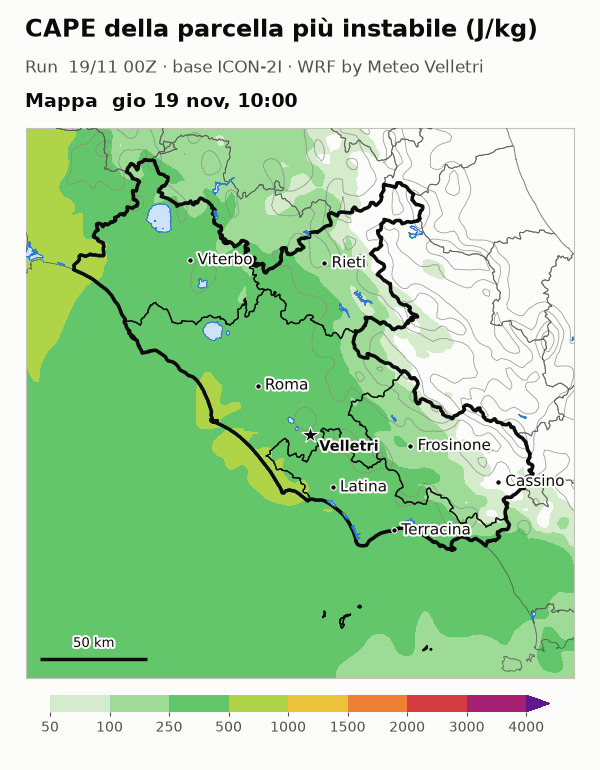 CAPE della parcella più instabile (J/kg)
Run  19/11 00Z · base ICON-2I · WRF by Meteo Velletri
Mappa  gio 19 nov, 10:00
Viterbo
Rieti
Roma
Velletri
Frosinone
Cassino
Latina
Terracina
50 km
50 100 250 500 1000 1500 2000 3000 4000